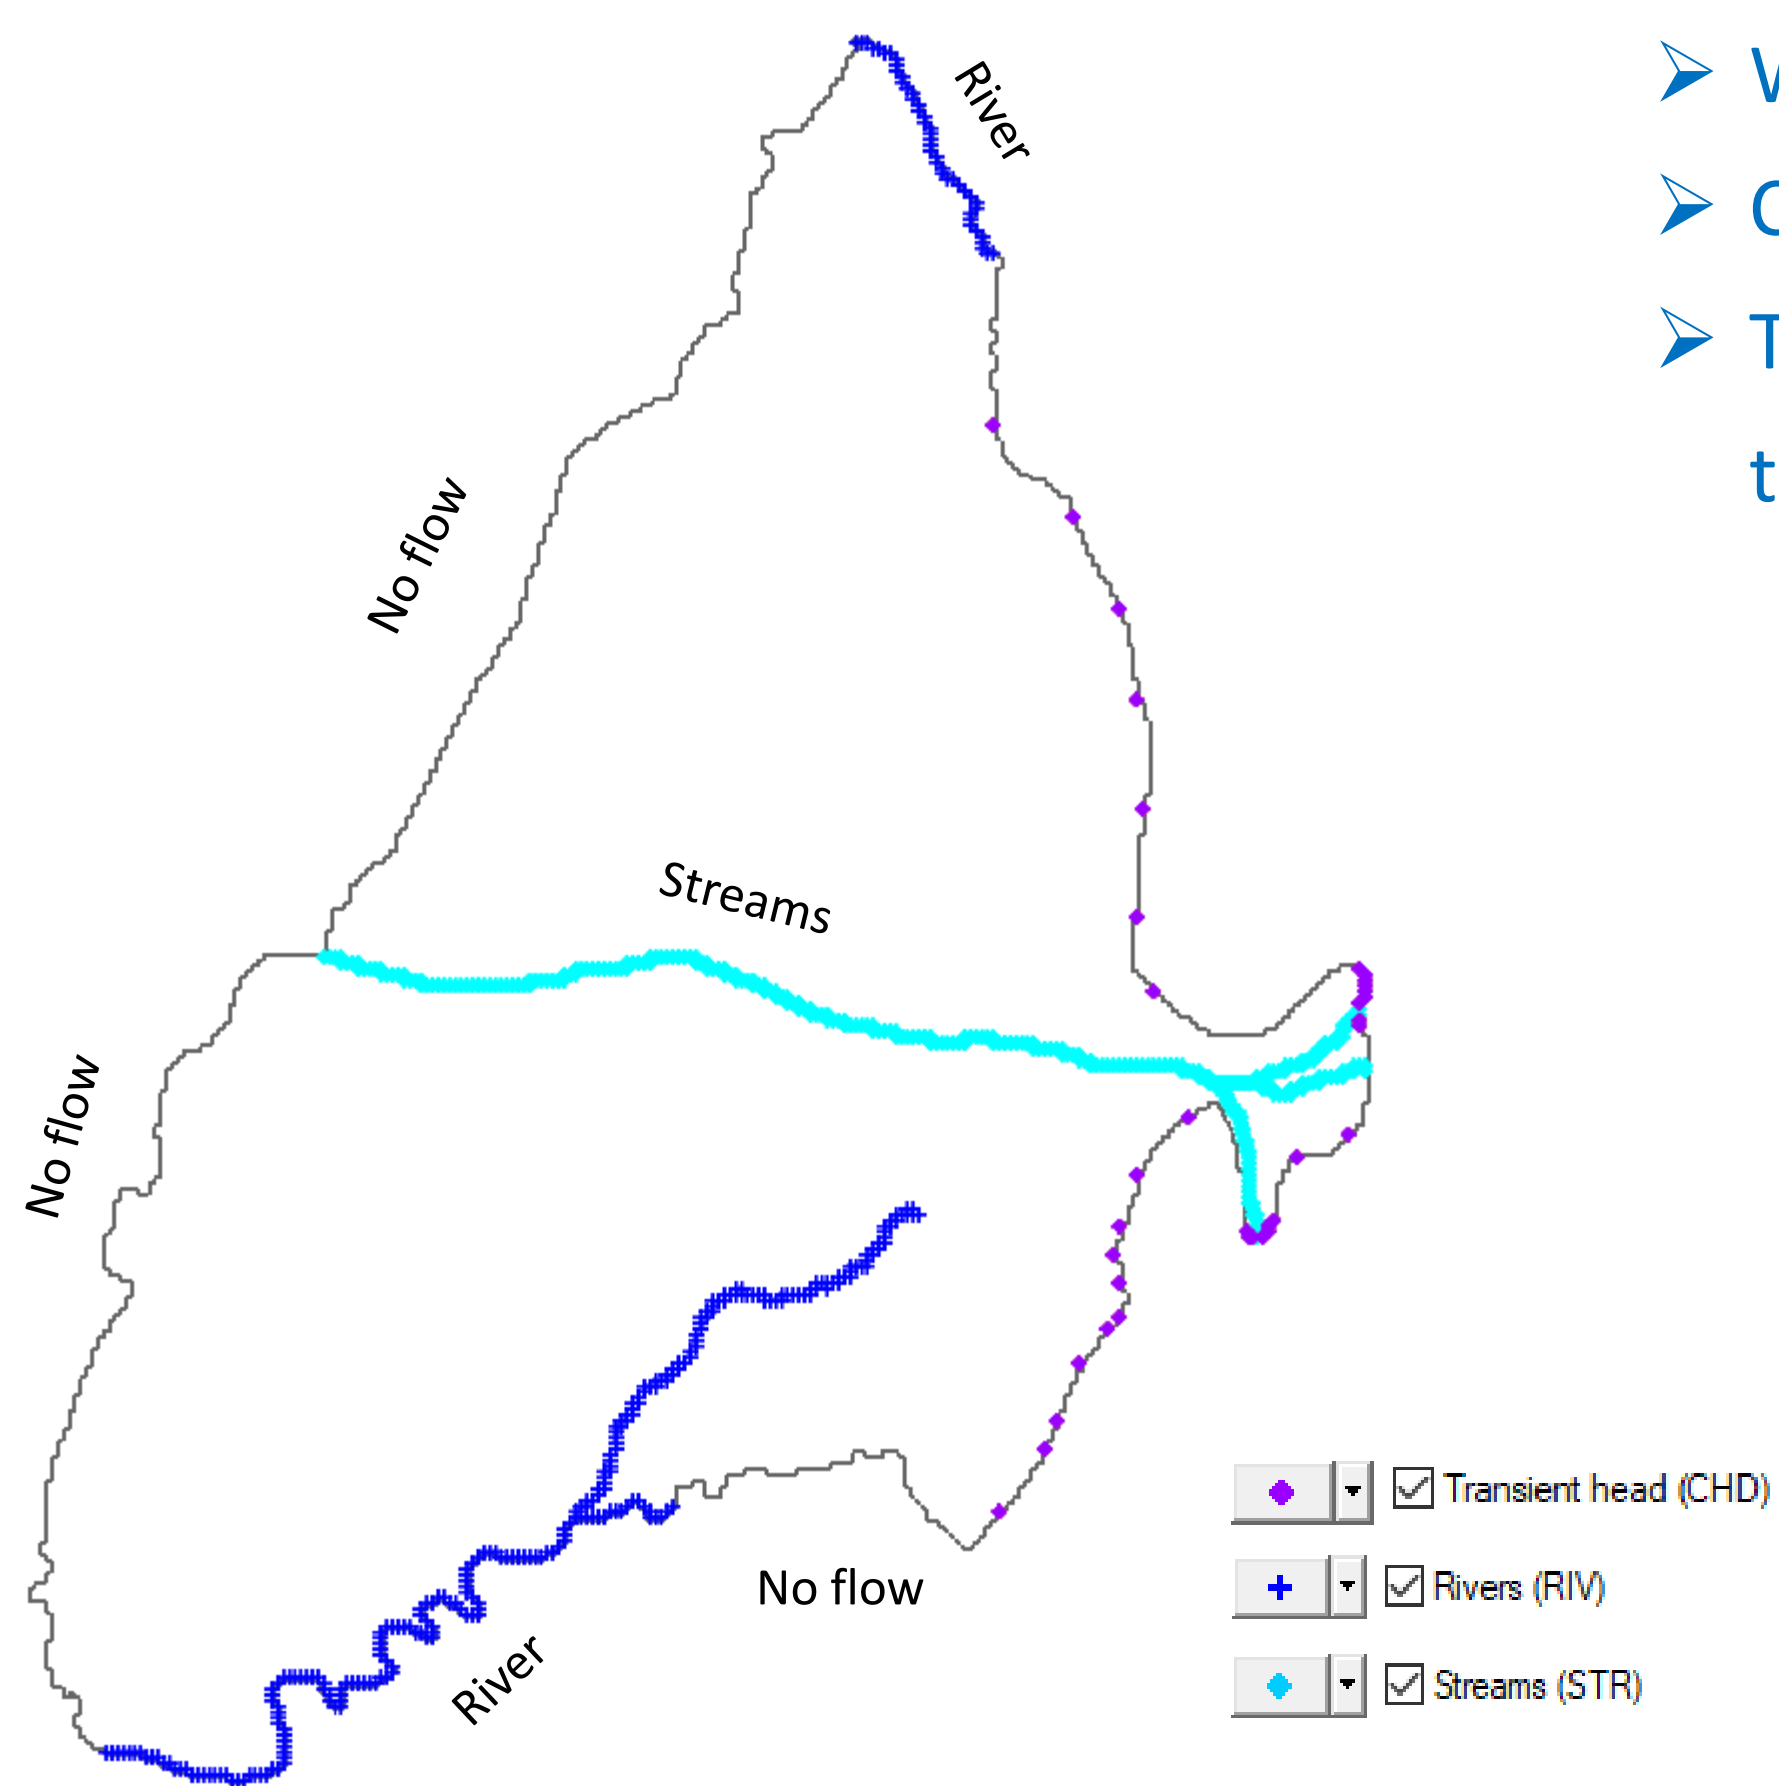 River
No flow
Streams
No flow
No flow
River
Transient head (CHD)
Rivers (RIV)
Streams (STR)